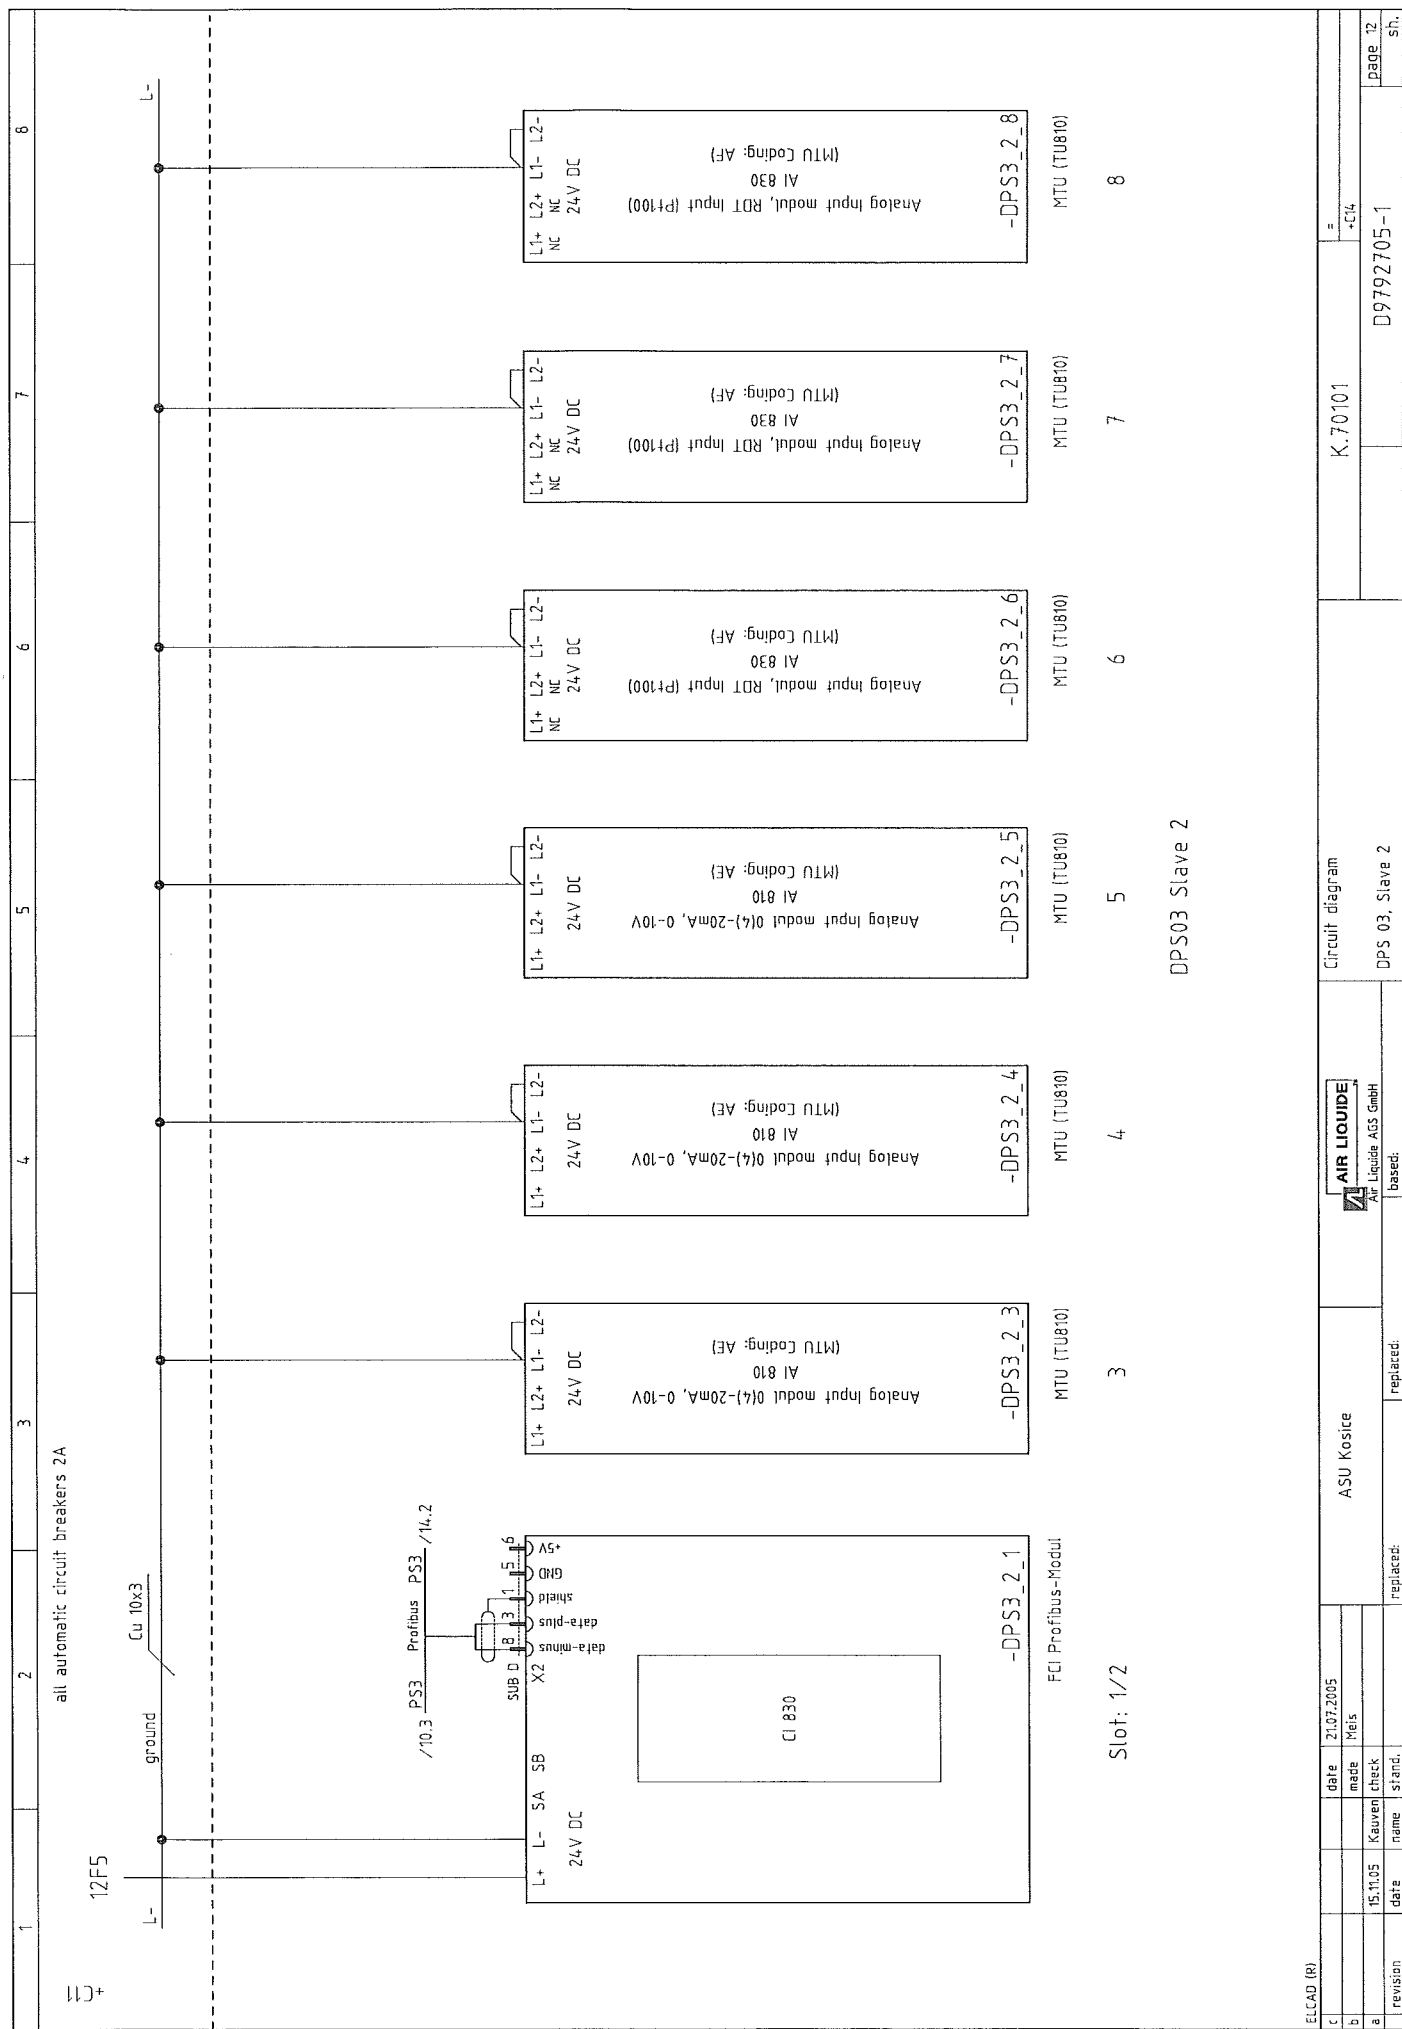 1 2 3 4 5 6 7 8
+C11
all automatic circuit breakers 2A
12F5
L-
ground
Cu 10x3
L-
/10.3 PS3 Profibus PS3 /14.2
SUB D 8 3 1 5 6
L+ L- SA SB X2
data-minus
data-plus
shield
GND
+5V
24V DC
CI 830
-DPS3_2_1
FCI Profibus-Modul
Slot: 1/2
L1+ L2+ L1- L2-
24V DC
Analog Input modul 0(4)-20mA, 0-10V
AI 810
(MTU Coding: AE)
-DPS3_2_3
MTU (TU810)
3
L1+ L2+ L1- L2-
24V DC
Analog Input modul 0(4)-20mA, 0-10V
AI 810
(MTU Coding: AE)
-DPS3_2_4
MTU (TU810)
4
L1+ L2+ L1- L2-
24V DC
Analog Input modul 0(4)-20mA, 0-10V
AI 810
(MTU Coding: AE)
-DPS3_2_5
MTU (TU810)
5
L1+ L2+ L1- L2-
NC NC
24V DC
Analog Input modul, RDT Input (Pt100)
AI 830
(MTU Coding: AF)
-DPS3_2_6
MTU (TU810)
6
L1+ L2+ L1- L2-
NC NC
24V DC
Analog Input modul, RDT Input (Pt100)
AI 830
(MTU Coding: AF)
-DPS3_2_7
MTU (TU810)
7
L1+ L2+ L1- L2-
NC NC
24V DC
Analog Input modul, RDT Input (Pt100)
AI 830
(MTU Coding: AF)
-DPS3_2_8
MTU (TU810)
8
DPS03 Slave 2
ELCAD (R)
c date 21.07.2005
b made Meis
a 15.11.05 Kauven check
revision date name stand.
ASU Kosice
replaced: replaced: based:
AIR LIQUIDE
Air Liquide AGS GmbH
Circuit diagram
DPS 03, Slave 2
K.70101
=
+C14
D9792705-1
page 12
sh.